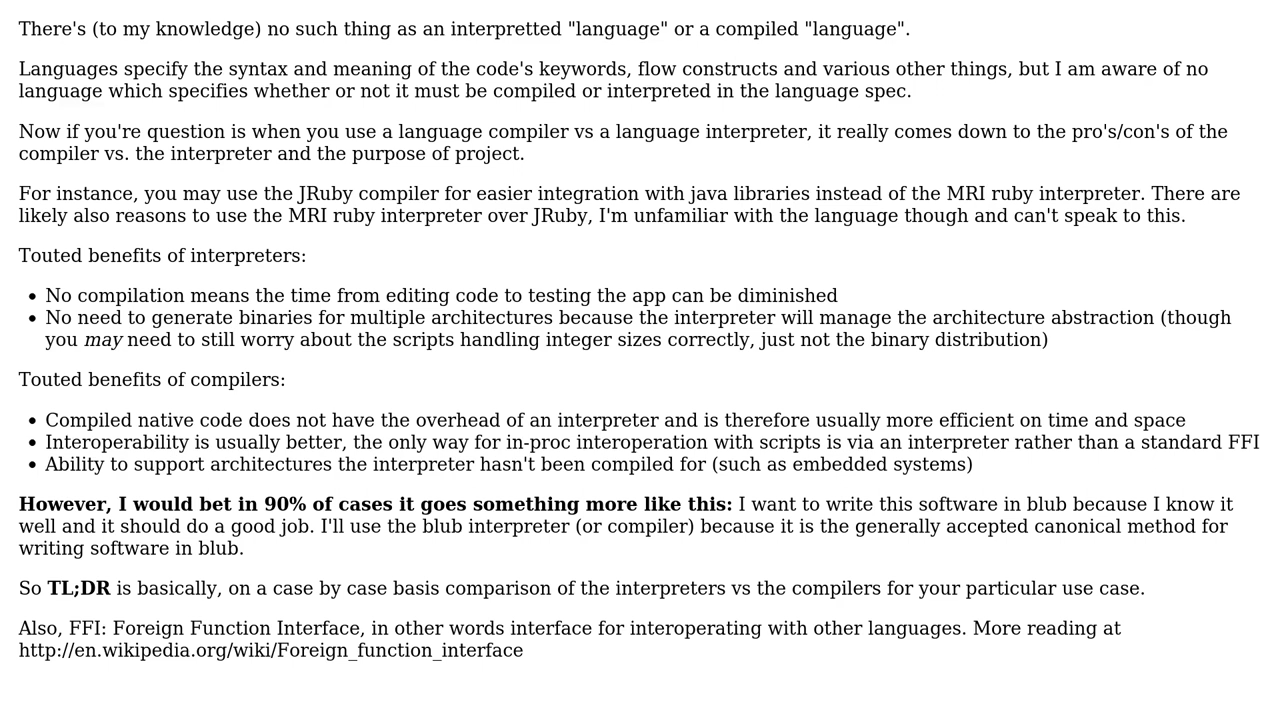 There's (to my knowledge) no such thing as an interpretted "language" or a compiled "language".
Languages specify the syntax and meaning of the code's keywords, flow constructs and various other things, but I am aware of no
language which specifies whether or not it must be compiled or interpreted in the language spec.
Now if you're question is when you use a language compiler vs a language interpreter, it really comes down to the pro's/con's of the
compiler vs. the interpreter and the purpose of project.
For instance, you may use the JRuby compiler for easier integration with java libraries instead of the MRI ruby interpreter. There are
likely also reasons to use the MRI ruby interpreter over JRuby, I'm unfamiliar with the language though and can't speak to this.
Touted benefits of interpreters:
• No compilation means the time from editing code to testing the app can be diminished
• No need to generate binaries for multiple architectures because the interpreter will manage the architecture abstraction (though
you may need to still worry about the scripts handling integer sizes correctly, just not the binary distribution)
Touted benefits of compilers:
• Compiled native code does not have the overhead of an interpreter and is therefore usually more efficient on time and space
• Interoperability is usually better, the only way for in-proc interoperation with scripts is via an interpreter rather than a standard FFI
• Ability to support architectures the interpreter hasn't been compiled for (such as embedded systems)
However, I would bet in 90% of cases it goes something more like this: I want to write this software in blub because I know it
well and it should do a good job. I'll use the blub interpreter (or compiler) because it is the generally accepted canonical method for
writing software in blub.
So TL;DR is basically, on a case by case basis comparison of the interpreters vs the compilers for your particular use case.
Also, FFI: Foreign Function Interface, in other words interface for interoperating with other languages. More reading at
http://en.wikipedia.org/wiki/Foreign_function_interface